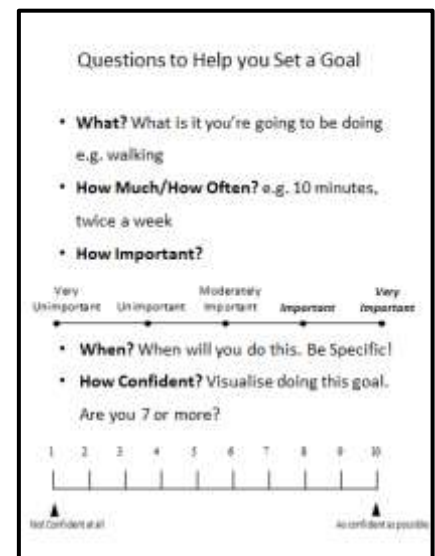 Questions to Help you Set a Goal
• What? What is it you're going to be doing
e.g. walking
• How Much/How Often? e.g. 10 minutes,
twice a week
• How Important?
Very Unimportant Unimportant Moderately Important Important Very Important
• When? When will you do this. Be Specific!
• How Confident? Visualise doing this goal.
Are you 7 or more?
1 2 3 4 5 6 7 8 9 10
Not Confident at all As confident as possible